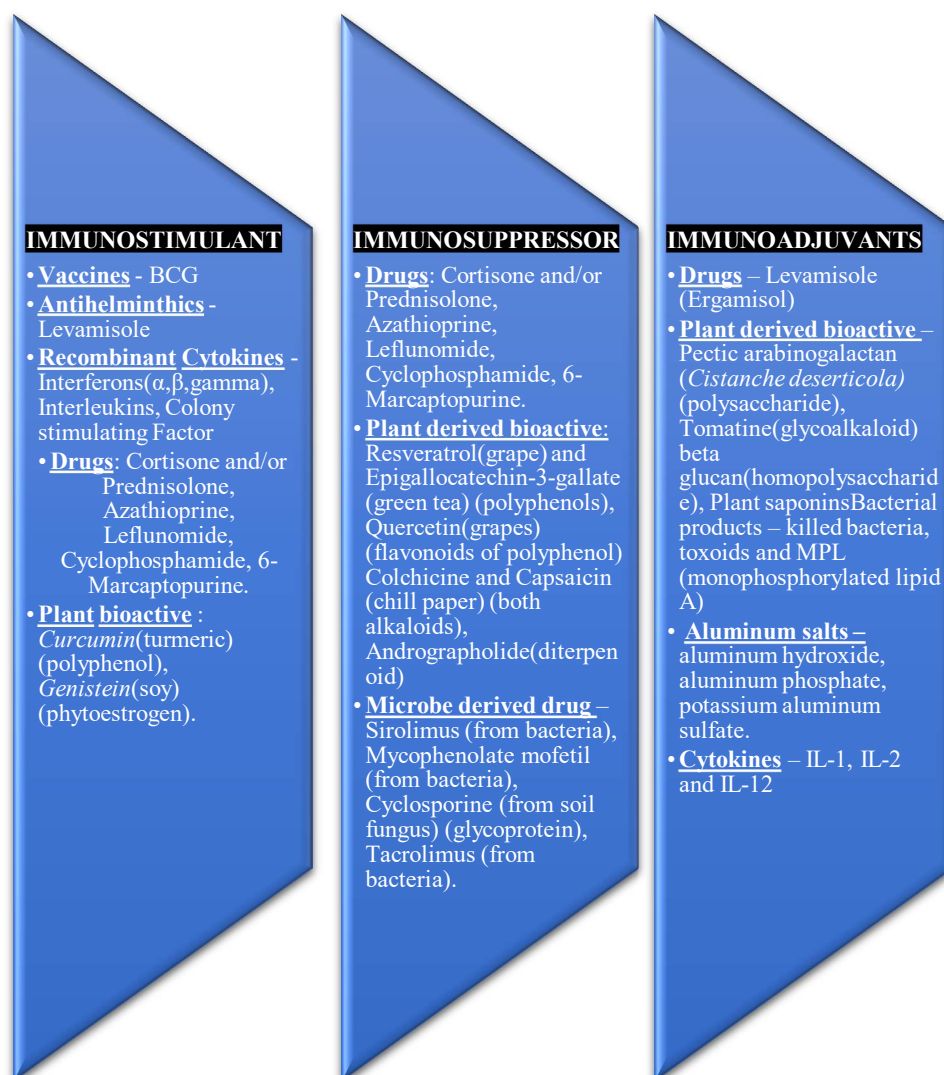 IMMUNOSTIMULANT
• Vaccines - BCG
• Antihelminthics -
Levamisole
• Recombinant Cytokines -
Interferons(α,β,gamma),
Interleukins, Colony
stimulating Factor
• Drugs: Cortisone and/or
Prednisolone,
Azathioprine,
Leflunomide,
Cyclophosphamide, 6-
Marcaptopurine.
• Plant bioactive :
Curcumin(turmeric)
(polyphenol),
Genistein(soy)
(phytoestrogen).
IMMUNOSUPPRESSOR
• Drugs: Cortisone and/or
Prednisolone,
Azathioprine,
Leflunomide,
Cyclophosphamide, 6-
Marcaptopurine.
• Plant derived bioactive:
Resveratrol(grape) and
Epigallocatechin-3-gallate
(green tea) (polyphenols),
Quercetin(grapes)
(flavonoids of polyphenol)
Colchicine and Capsaicin
(chill paper) (both
alkaloids),
Andrographolide(diterpen
oid)
• Microbe derived drug –
Sirolimus (from bacteria),
Mycophenolate mofetil
(from bacteria),
Cyclosporine (from soil
fungus) (glycoprotein),
Tacrolimus (from
bacteria).
IMMUNOADJUVANTS
• Drugs – Levamisole
(Ergamisol)
• Plant derived bioactive –
Pectic arabinogalactan
(Cistanche deserticola)
(polysaccharide),
Tomatine(glycoalkaloid)
beta
glucan(homopolysaccharid
e), Plant saponinsBacterial
products – killed bacteria,
toxoids and MPL
(monophosphorylated lipid
A)
• Aluminum salts –
aluminum hydroxide,
aluminum phosphate,
potassium aluminum
sulfate.
• Cytokines – IL-1, IL-2
and IL-12